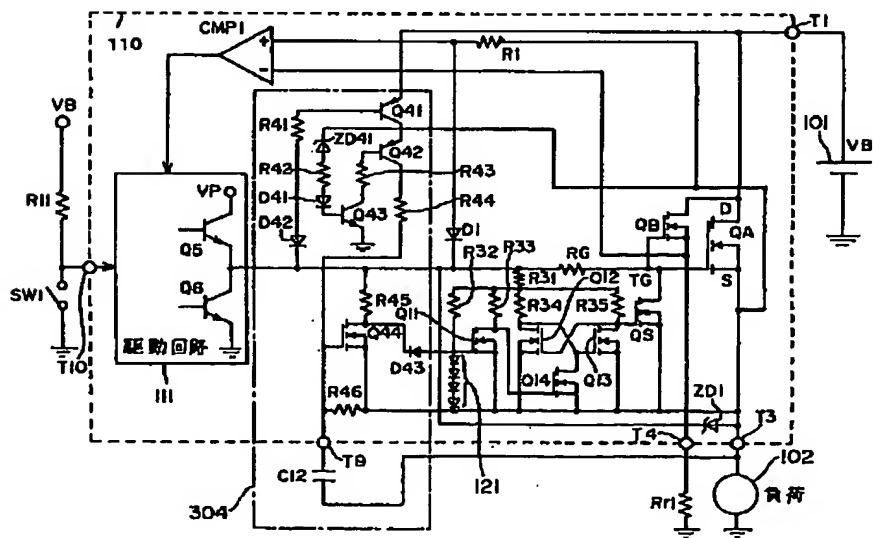 110
CMP1
+
-
R1
T1
VB
R11
SW1
T10
VP
Q5
Q6
駆動回路
111
R41
ZD41
R42
D41
D42
Q41
Q42
R43
Q43
R44
D1
R32
R33
R31
RG
Q12
R34
R35
Q11
TG
QB
D
QA
S
QS
101
VB
R45
Q44
D43
R46
Q14
Q13
ZD1
T9
C12
304
121
T4
T3
Rr1
102
負荷